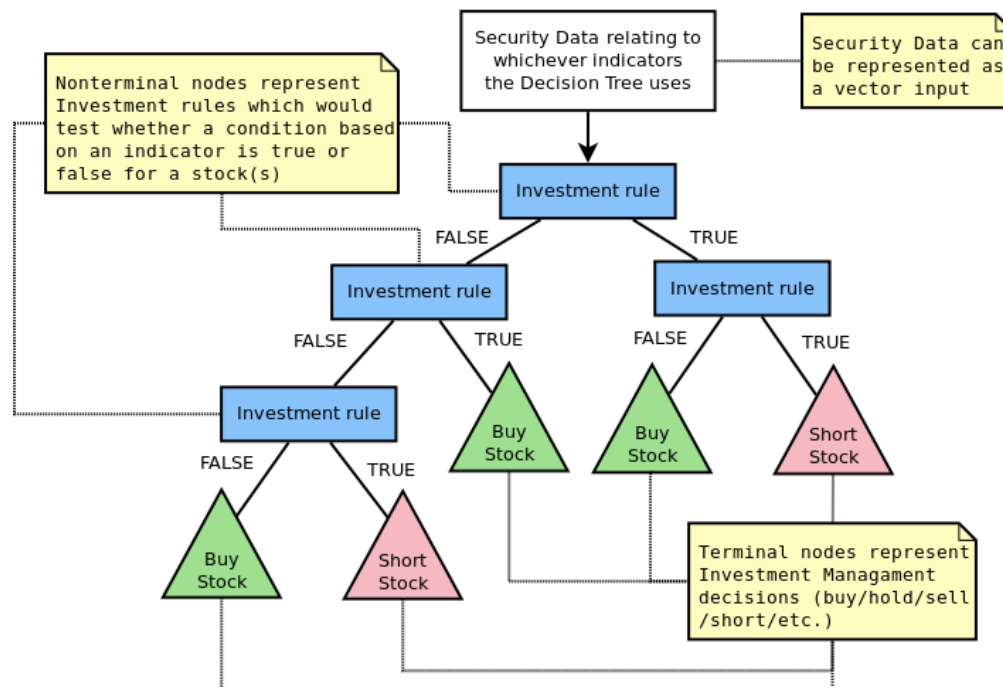 Security Data relating to
whichever indicators
the Decision Tree uses
Security Data can
be represented as
a vector input
Nonterminal nodes represent
Investment rules which would
test whether a condition based
on an indicator is true or
false for a stock(s)
Investment rule
FALSE
TRUE
Investment rule
Investment rule
FALSE
TRUE
FALSE
TRUE
Investment rule
Buy
Stock
Buy
Stock
Short
Stock
FALSE
TRUE
Buy
Stock
Short
Stock
Terminal nodes represent
Investment Managament
decisions (buy/hold/sell
/short/etc.)